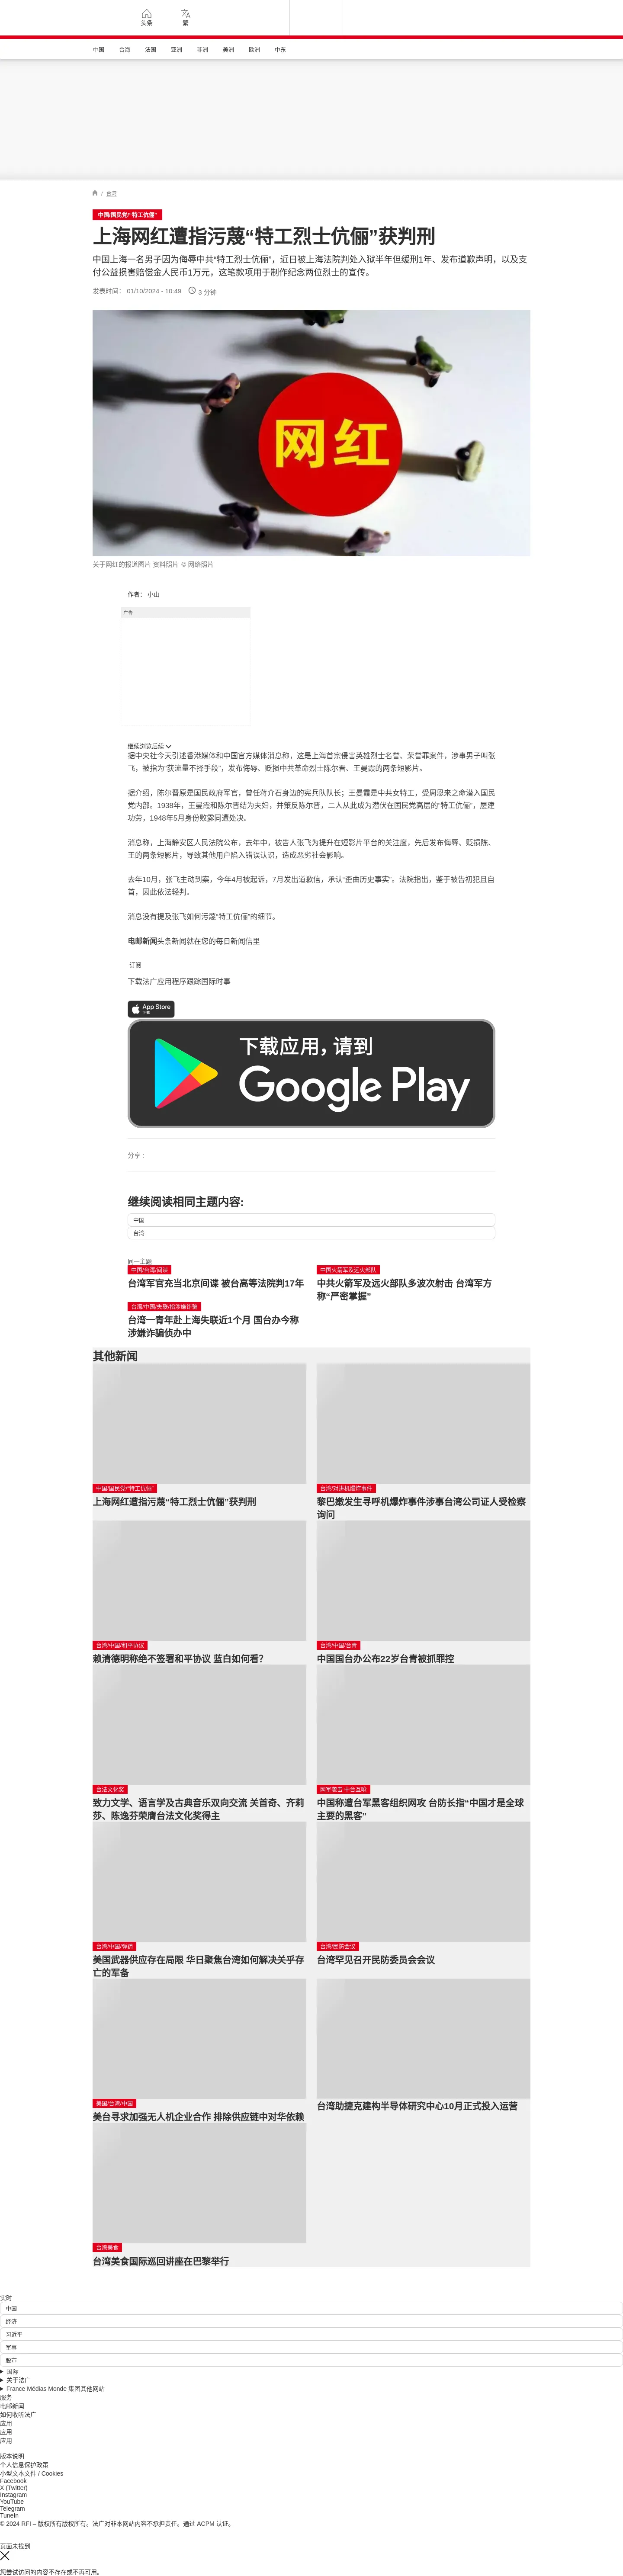 头条
繁
中国
台海
法国
亚洲
非洲
美洲
欧洲
中东
/ 台湾
中国/国民党/“特工伉俪”
上海网红遭指污蔑“特工烈士伉俪”获判刑
中国上海一名男子因为侮辱中共“特工烈士伉俪”，近日被上海法院判处入狱半年但缓刑1年、发布道歉声明，以及支
付公益损害赔偿金人民币1万元，这笔款项用于制作纪念两位烈士的宣传。
发表时间： 01/10/2024 - 10:49
3 分钟
网红
关于网红的报道图片 资料照片 © 网络照片
作者： 小山
广告
继续浏览后续
据中央社今天引述香港媒体和中国官方媒体消息称，这是上海首宗侵害英雄烈士名誉、荣誉罪案件，涉事男子叫张
飞，被指为“获流量不择手段”，发布侮辱、贬损中共革命烈士陈尔晋、王曼霞的两条短影片。
据介绍，陈尔晋原是国民政府军官，曾任蒋介石身边的宪兵队队长；王曼霞是中共女特工，受周恩来之命潜入国民
党内部。1938年，王曼霞和陈尔晋结为夫妇，并策反陈尔晋，二人从此成为潜伏在国民党高层的“特工伉俪”，屡建
功劳，1948年5月身份败露同遭处决。
消息称，上海静安区人民法院公布，去年中，被告人张飞为提升在短影片平台的关注度，先后发布侮辱、贬损陈、
王的两条短影片，导致其他用户陷入错误认识，造成恶劣社会影响。
去年10月，张飞主动到案，今年4月被起诉，7月发出道歉信，承认“歪曲历史事实”。法院指出，鉴于被告初犯且自
首，因此依法轻判。
消息没有提及张飞如何污蔑“特工伉俪”的细节。
电邮新闻头条新闻就在您的每日新闻信里
订阅
下载法广应用程序跟踪国际时事
App Store
下载
下载应用，请到
Google Play
分享 :
继续阅读相同主题内容:
中国
台湾
同一主题
中国/台湾/间谍
台湾军官充当北京间谍 被台高等法院判17年
中国火箭军及远火部队
中共火箭军及远火部队多波次射击 台湾军方
称“严密掌握”
台湾/中国/失联/指涉嫌诈骗
台湾一青年赴上海失联近1个月 国台办今称
涉嫌诈骗侦办中
其他新闻
中国/国民党/“特工伉俪”
上海网红遭指污蔑“特工烈士伉俪”获判刑
台湾/对讲机爆炸事件
黎巴嫩发生寻呼机爆炸事件涉事台湾公司证人受检察
询问
台湾/中国/和平协议
赖清德明称绝不签署和平协议 蓝白如何看？
台湾/中国/台青
中国国台办公布22岁台青被抓罪控
台法文化奖
致力文学、语言学及古典音乐双向交流 关首奇、齐莉
莎、陈逸芬荣膺台法文化奖得主
网军袭击 中台互呛
中国称遭台军黑客组织网攻 台防长指“中国才是全球
主要的黑客”
台湾/中国/弹药
美国武器供应存在局限 华日聚焦台湾如何解决关乎存
亡的军备
台湾/民防会议
台湾罕见召开民防委员会会议
美国/台湾/中国
美台寻求加强无人机企业合作 排除供应链中对华依赖
台湾助捷克建构半导体研究中心10月正式投入运营
台湾美食
台湾美食国际巡回讲座在巴黎举行
实时
中国
经济
习近平
军事
股市
国际
关于法广
France Médias Monde 集团其他网站
服务
电邮新闻
如何收听法广
应用
应用
应用
版本说明
个人信息保护政策
小型文本文件 / Cookies
Facebook
X (Twitter)
Instagram
YouTube
Telegram
TuneIn
© 2024 RFI – 版权所有版权所有。法广对非本网站内容不承担责任。通过 ACPM 认证。
页面未找到
您尝试访问的内容不存在或不再可用。